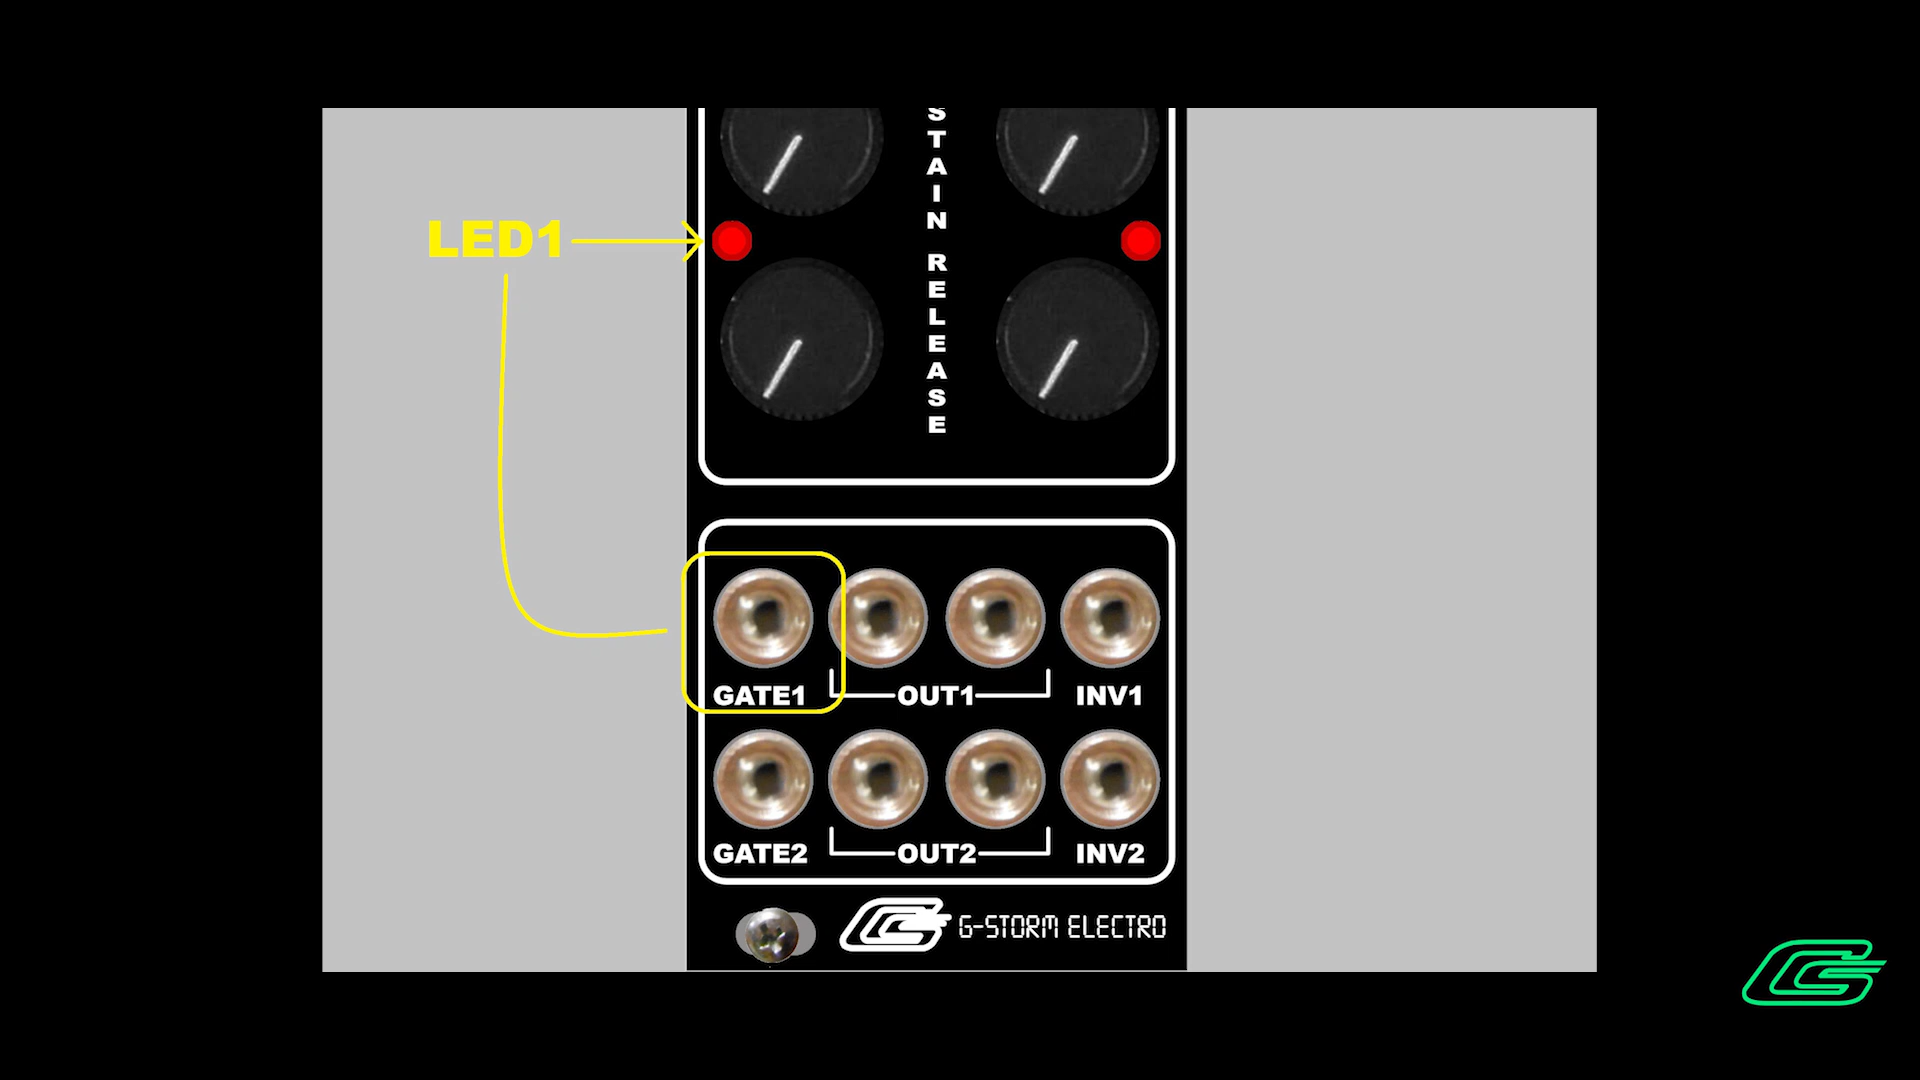 STAIN
LED1
RELEASE
GATE1 OUT1 INV1
GATE2 OUT2 INV2
G-STORM ELECTRO